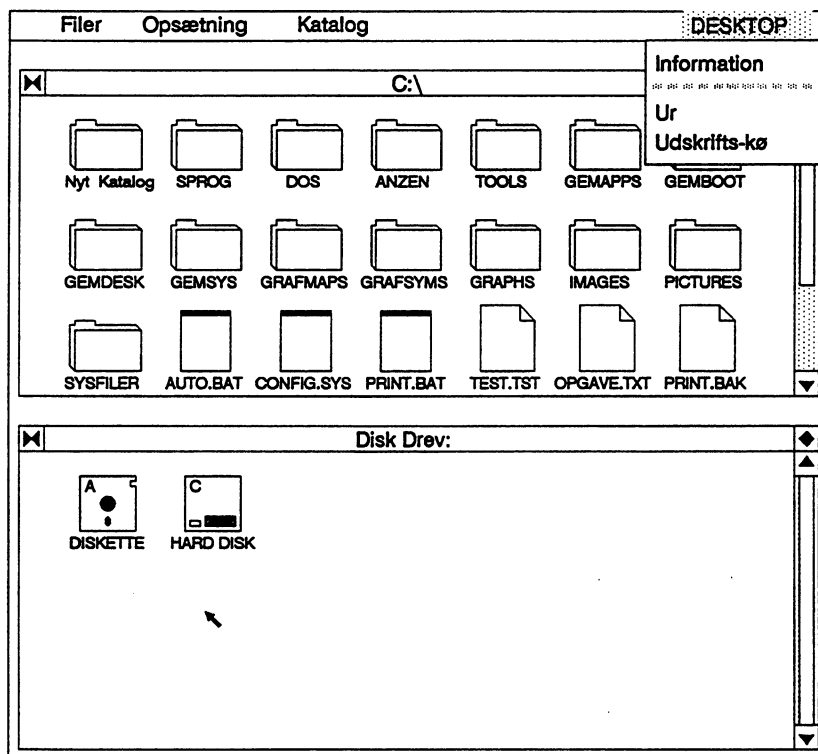 Filer Opsætning Katalog DESKTOP
Information
Ur
Udskrifts-kø
C:\
Nyt Katalog SPROG DOS ANZEN TOOLS GEMAPPS GEMBOOT
GEMDESK GEMSYS GRAFMAPS GRAFSYMS GRAPHS IMAGES PICTURES
SYSFILER AUTO.BAT CONFIG.SYS PRINT.BAT TEST.TST OPGAVE.TXT PRINT.BAK
Disk Drev:
A C
DISKETTE HARD DISK